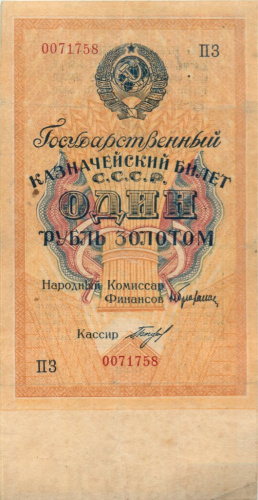 0071758 ПЗ
Государственный
КАЗНАЧЕЙСКИЙ БИЛЕТ
С.С.С.Р.
ОДИН
РУБЛЬ ЗОЛОТОМ
Народный Комиссар
Финансов
Кассир
ПЗ 0071758